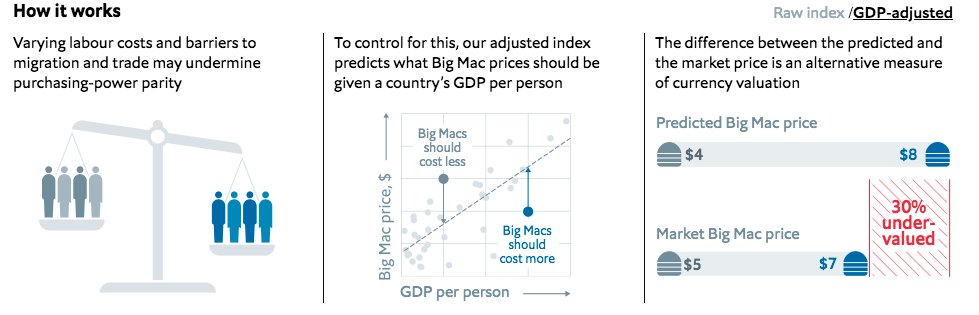 How it works
Raw index /GDP-adjusted
Varying labour costs and barriers to
migration and trade may undermine
purchasing-power parity
To control for this, our adjusted index
predicts what Big Mac prices should be
given a country's GDP per person
Big Mac price, $
Big Macs
should
cost less
Big Macs
should
cost more
GDP per person
The difference between the predicted and
the market price is an alternative measure
of currency valuation
Predicted Big Mac price
$4 $8
30%
under-
valued
Market Big Mac price
$5 $7